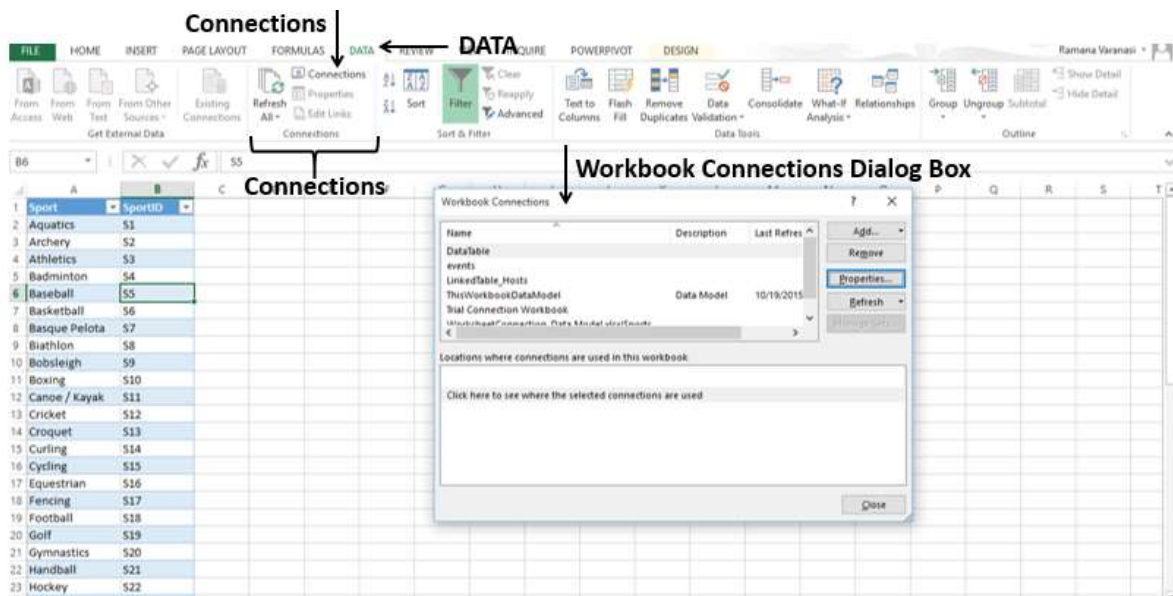 Connections
DATA
FILE HOME INSERT PAGE LAYOUT FORMULAS DATA REVIEW POWERPIVOT DESIGN Ramana Varanasi
From Access From Web From Text From Other Sources Existing Connections Refresh All Connections Properties Edit Links Sort Filter Clear Reapply Advanced Text to Columns Flash Fill Remove Duplicates Data Validation Consolidate What-If Analysis Relationships Group Ungroup Subtotal Show Detail Hide Detail
Get External Data Connections Sort & Filter Data Tools Outline
B6 fx S5
Connections
Workbook Connections Dialog Box
A B C P Q R S T
1 Sport SportID
2 Aquatics S1
3 Archery S2
4 Athletics S3
5 Badminton S4
6 Baseball S5
7 Basketball S6
8 Basque Pelota S7
9 Biathlon S8
10 Bobsleigh S9
11 Boxing S10
12 Canoe / Kayak S11
13 Cricket S12
14 Croquet S13
15 Curling S14
16 Cycling S15
17 Equestrian S16
18 Fencing S17
19 Football S18
20 Golf S19
21 Gymnastics S20
22 Handball S21
23 Hockey S22
Workbook Connections ? ×
Name Description Last Refres
DataTable
events
LinkedTable_Hosts
ThisWorkbookDataModel Data Model 10/19/2015
Trial Connection Workbook
Add...
Remove
Properties...
Refresh
Manage Sets...
Locations where connections are used in this workbook
Click here to see where the selected connections are used
Close